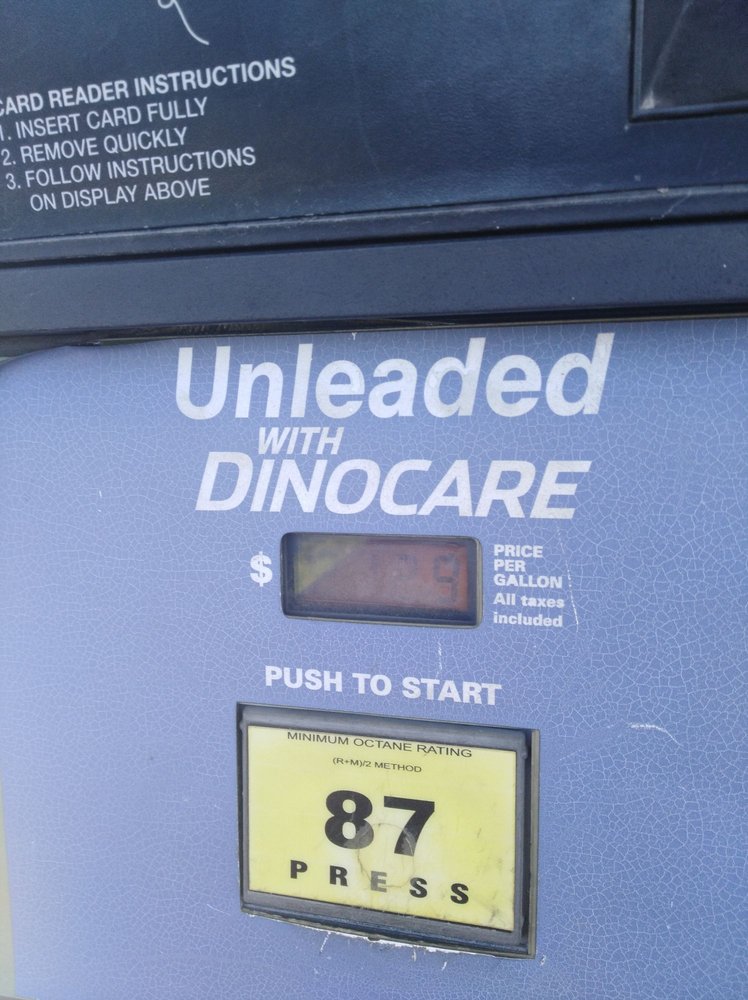 CARD READER INSTRUCTIONS
1. INSERT CARD FULLY
2. REMOVE QUICKLY
3. FOLLOW INSTRUCTIONS
ON DISPLAY ABOVE
Unleaded
WITH
DINOCARE
$
PRICE
PER
GALLON
All taxes
included
PUSH TO START
MINIMUM OCTANE RATING
(R+M)/2 METHOD
87
PRESS